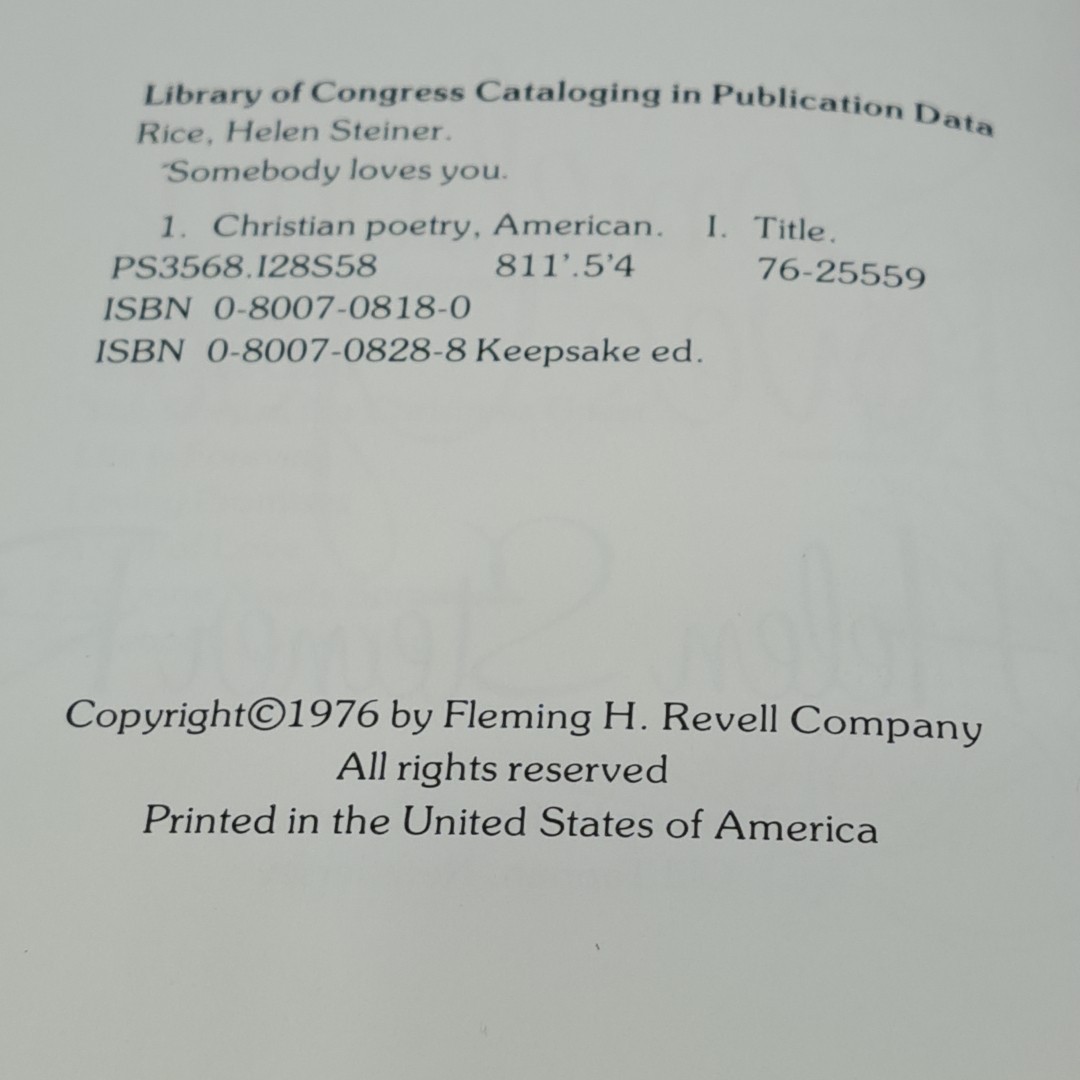 Library of Congress Cataloging in Publication Data
Rice, Helen Steiner.
Somebody loves you.
1. Christian poetry, American. I. Title.
PS3568.I28S58 811'.5'4 76-25559
ISBN 0-8007-0818-0
ISBN 0-8007-0828-8 Keepsake ed.
Copyright©1976 by Fleming H. Revell Company
All rights reserved
Printed in the United States of America